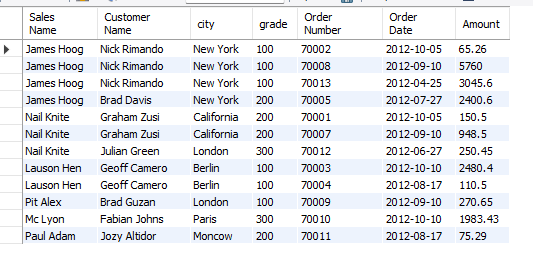 Sales Name Customer Name city grade Order Number Order Date Amount
James Hoog Nick Rimando New York 100 70002 2012-10-05 65.26
James Hoog Nick Rimando New York 100 70008 2012-09-10 5760
James Hoog Nick Rimando New York 100 70013 2012-04-25 3045.6
James Hoog Brad Davis New York 200 70005 2012-07-27 2400.6
Nail Knite Graham Zusi California 200 70001 2012-10-05 150.5
Nail Knite Graham Zusi California 200 70007 2012-09-10 948.5
Nail Knite Julian Green London 300 70012 2012-06-27 250.45
Lauson Hen Geoff Camero Berlin 100 70003 2012-10-10 2480.4
Lauson Hen Geoff Camero Berlin 100 70004 2012-08-17 110.5
Pit Alex Brad Guzan London 100 70009 2012-09-10 270.65
Mc Lyon Fabian Johns Paris 300 70010 2012-10-10 1983.43
Paul Adam Jozy Altidor Moncow 200 70011 2012-08-17 75.29